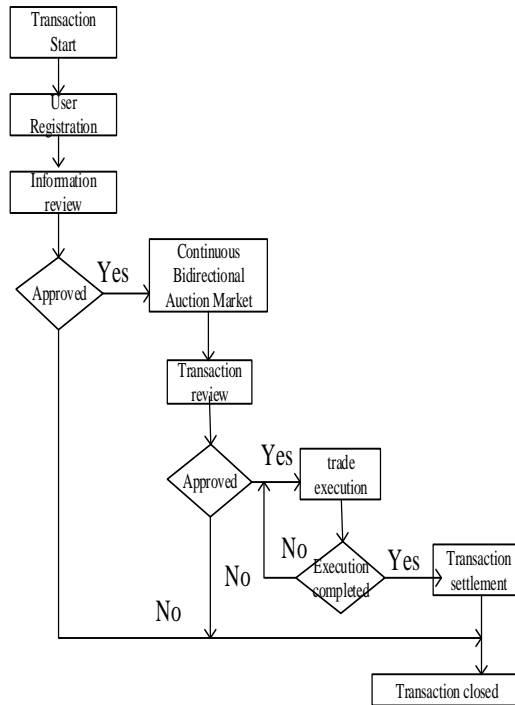 Transaction
Start
User
Registration
Information
review
Approved
Yes
Continuous
Bidirectional
Auction Market
Transaction
review
Approved
Yes
trade
execution
No
Execution
completed
Yes
Transaction
settlement
No
No
Transaction closed